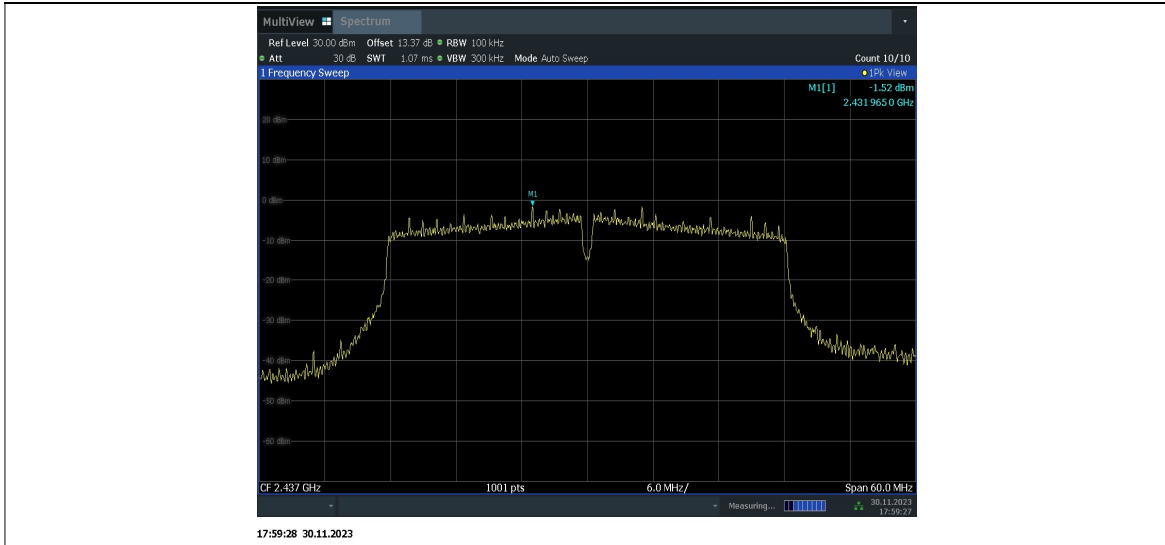 MultiView Spectrum
Ref Level 30.00 dBm Offset 13.37 dB RBW 100 kHz
Att 30 dB SWT 1.07 ms VBW 300 kHz Mode Auto Sweep Count 10/10
1 Frequency Sweep 1Pk View
M1[1] -1.52 dBm
2.431 965 0 GHz
20 dBm
10 dBm
M1
0 dBm
-10 dBm
-20 dBm
-30 dBm
-40 dBm
-50 dBm
-60 dBm
CF 2.437 GHz 1001 pts 6.0 MHz/ Span 60.0 MHz
Measuring... 30.11.2023
17:59:27
17:59:28 30.11.2023